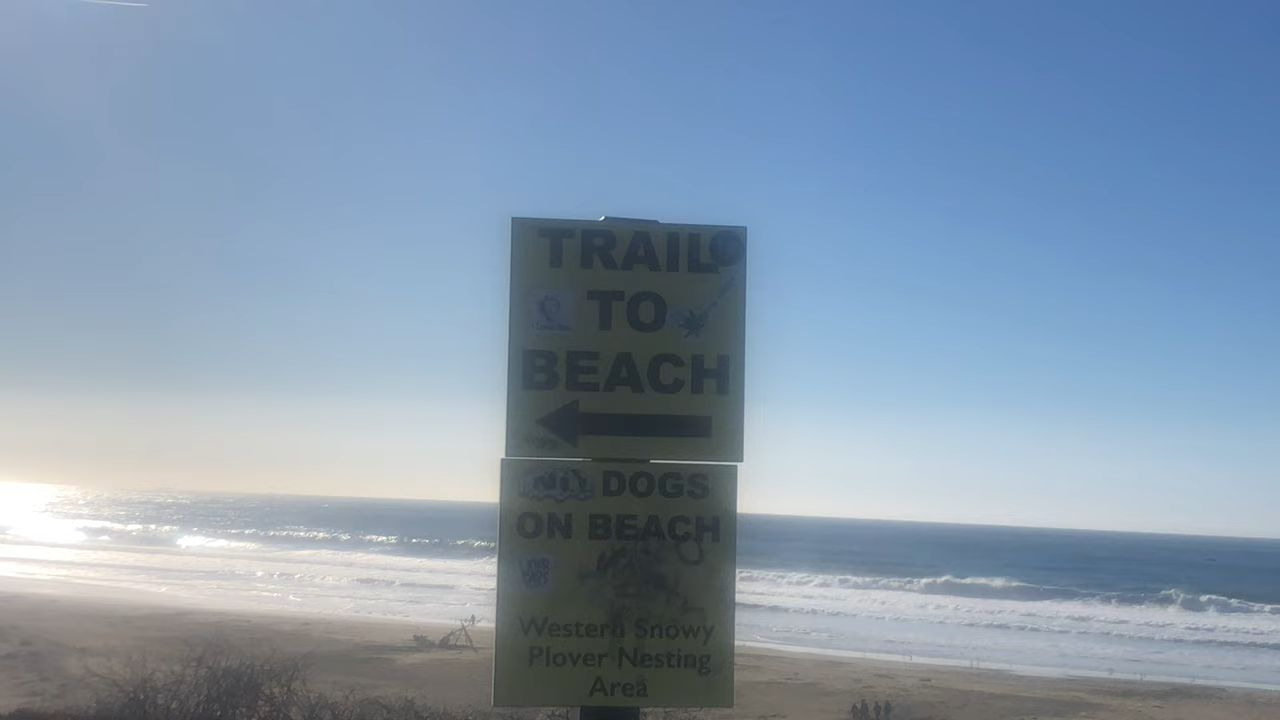 TRAIL
TO
BEACH
DOGS
ON BEACH
Western Snowy
Plover Nesting
Area